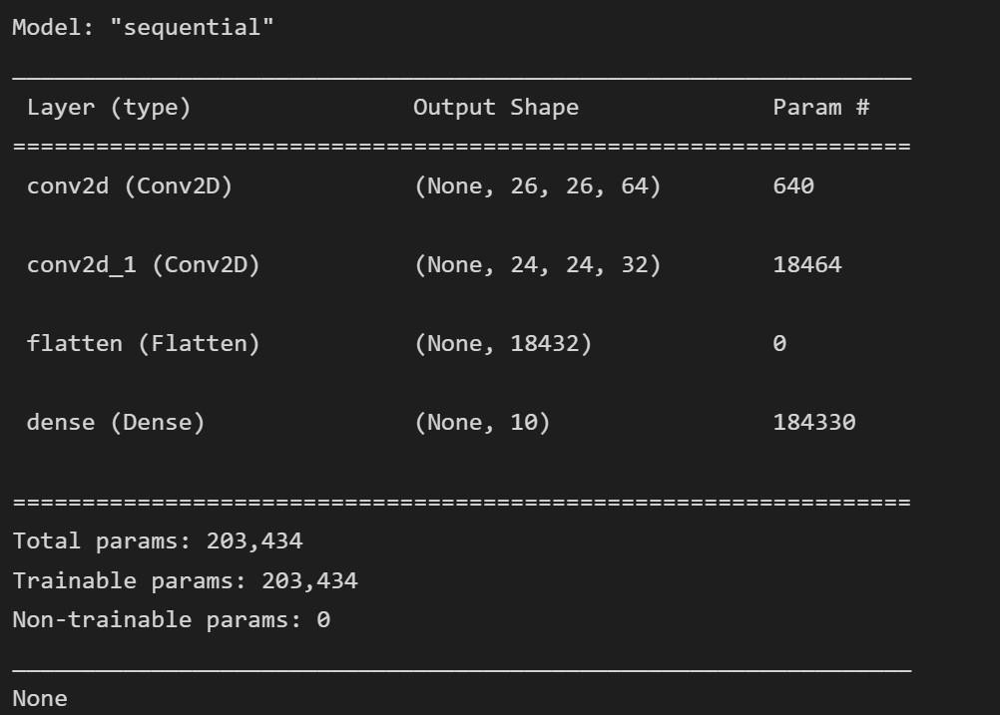 Model: "sequential"
_________________________________________________________________
Layer (type) Output Shape Param #
=================================================================
conv2d (Conv2D) (None, 26, 26, 64) 640
conv2d_1 (Conv2D) (None, 24, 24, 32) 18464
flatten (Flatten) (None, 18432) 0
dense (Dense) (None, 10) 184330
=================================================================
Total params: 203,434
Trainable params: 203,434
Non-trainable params: 0
_________________________________________________________________
None